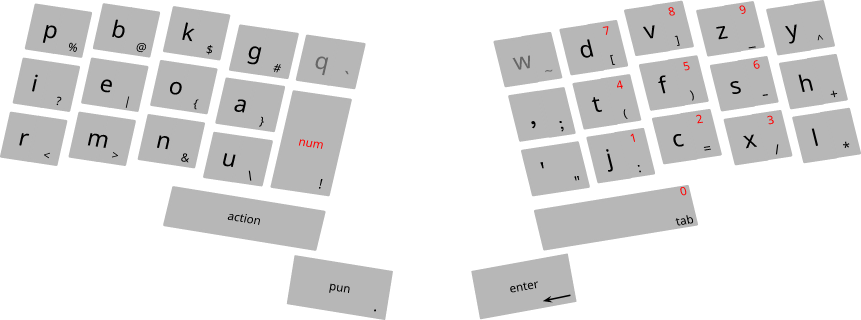 p % b @ k $ g # q ` w ~ d 7 [ v 8 ] z 9 _ y ^
i ? e | o { a } num ! , ; t 4 ( f 5 ) s 6 - h +
r < m > n & u \ ' " j 1 : c 2 = x 3 / l *
action 0 tab
pun . enter